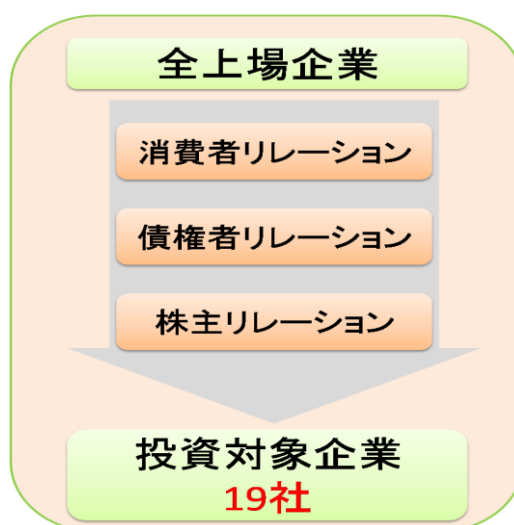 全上場企業
消費者リレーション
債権者リレーション
株主リレーション
投資対象企業
19社